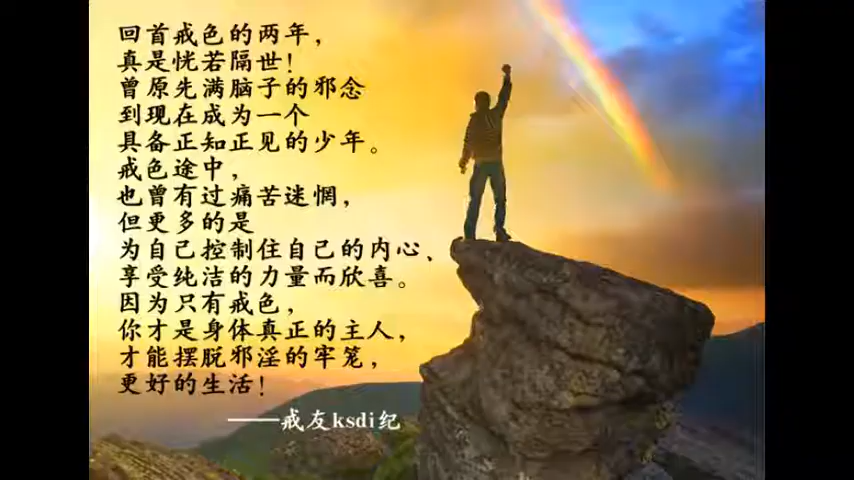 回首戒色的两年，
真是恍若隔世！
曾原先满脑子的邪念
到现在成为一个
具备正知正见的少年。
戒色途中，
也曾有过痛苦迷惘，
但更多的是
为自己控制住自己的内心、
享受纯洁的力量而欣喜。
因为只有戒色，
你才是身体真正的主人，
才能摆脱邪淫的牢笼，
更好的生活！
——戒友ksdi纪